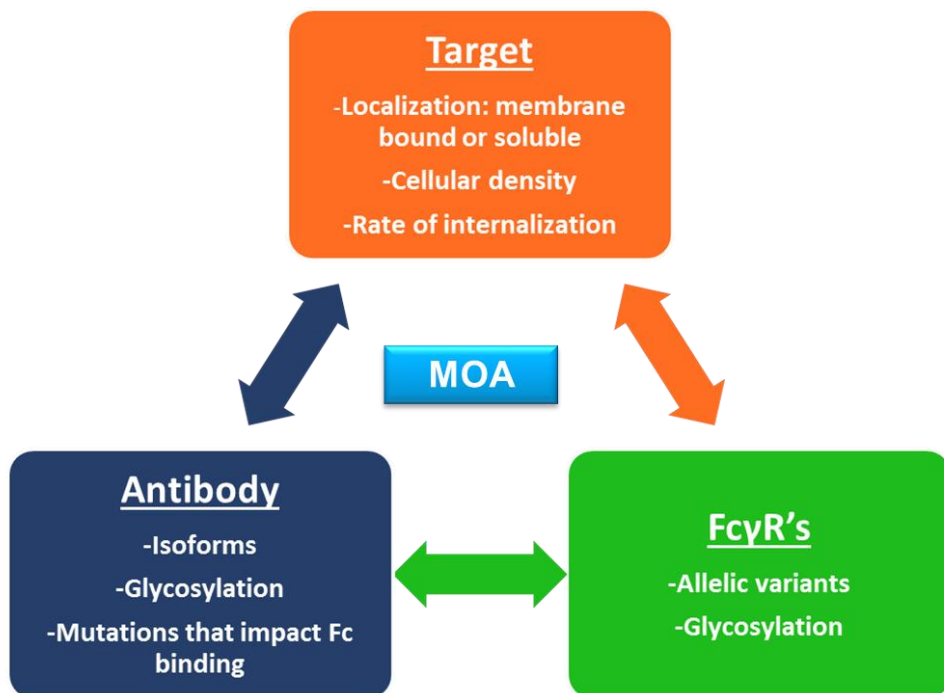 Target
-Localization: membrane
bound or soluble
-Cellular density
-Rate of internalization
MOA
Antibody
-Isoforms
-Glycosylation
-Mutations that impact Fc
binding
FcγR’s
-Allelic variants
-Glycosylation